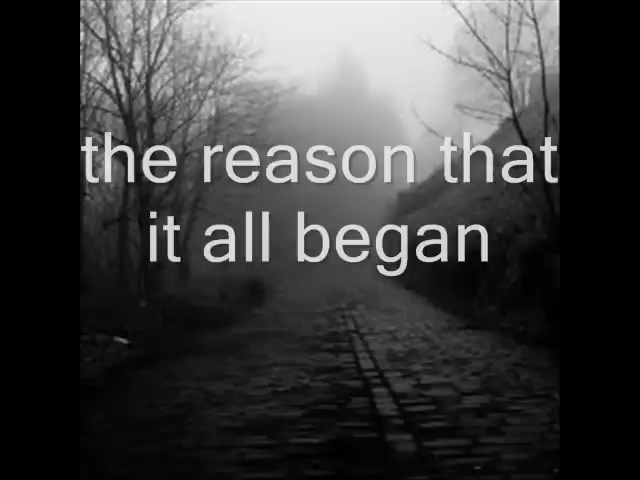 the reason that
it all began